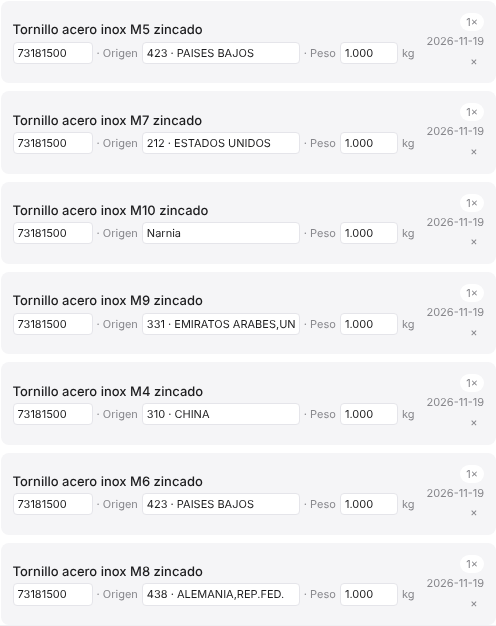 Tornillo acero inox M5 zincado
1×
73181500 · Origen 423 · PAISES BAJOS · Peso 1.000 kg
2026-11-19
×
Tornillo acero inox M7 zincado
1×
73181500 · Origen 212 · ESTADOS UNIDOS · Peso 1.000 kg
2026-11-19
×
Tornillo acero inox M10 zincado
1×
73181500 · Origen Narnia · Peso 1.000 kg
2026-11-19
×
Tornillo acero inox M9 zincado
1×
73181500 · Origen 331 · EMIRATOS ARABES,UN · Peso 1.000 kg
2026-11-19
×
Tornillo acero inox M4 zincado
1×
73181500 · Origen 310 · CHINA · Peso 1.000 kg
2026-11-19
×
Tornillo acero inox M6 zincado
1×
73181500 · Origen 423 · PAISES BAJOS · Peso 1.000 kg
2026-11-19
×
Tornillo acero inox M8 zincado
1×
73181500 · Origen 438 · ALEMANIA,REP.FED. · Peso 1.000 kg
2026-11-19
×